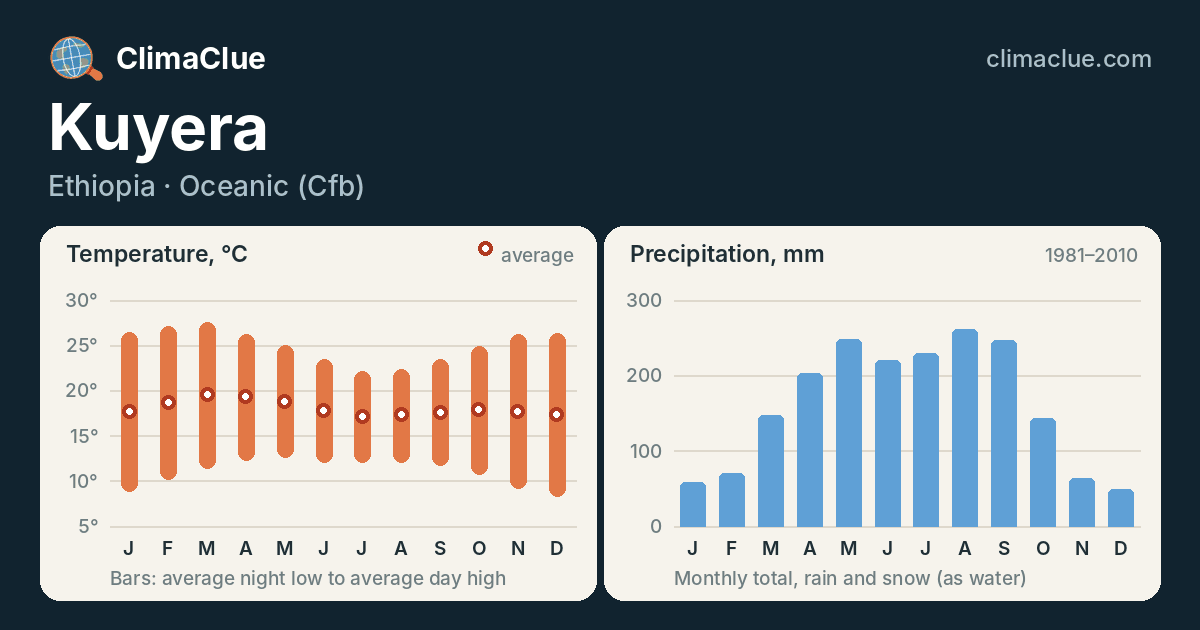 ClimaClue
climaclue.com
Kuyera
Ethiopia · Oceanic (Cfb)
Temperature, °C
average
30°
25°
20°
15°
10°
5°
J F M A M J J A S O N D
Bars: average night low to average day high
Precipitation, mm
1981–2010
300
200
100
0
J F M A M J J A S O N D
Monthly total, rain and snow (as water)